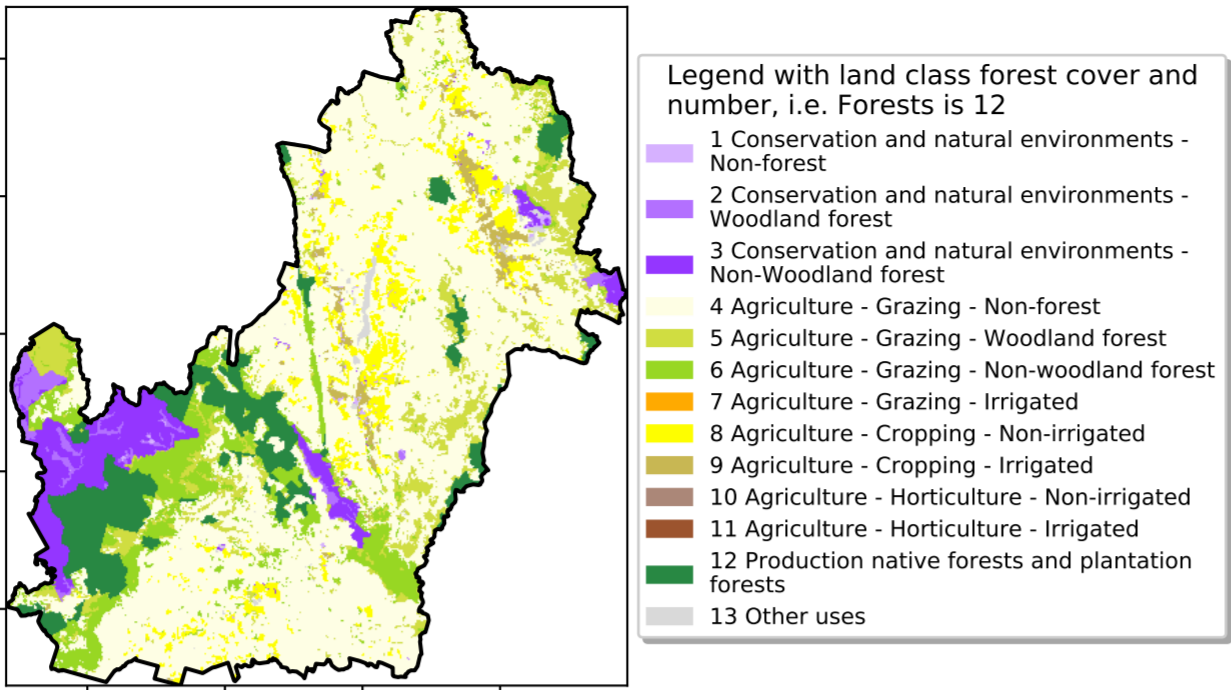 Legend with land class forest cover and
number, i.e. Forests is 12
1 Conservation and natural environments -
Non-forest
2 Conservation and natural environments -
Woodland forest
3 Conservation and natural environments -
Non-Woodland forest
4 Agriculture - Grazing - Non-forest
5 Agriculture - Grazing - Woodland forest
6 Agriculture - Grazing - Non-woodland forest
7 Agriculture - Grazing - Irrigated
8 Agriculture - Cropping - Non-irrigated
9 Agriculture - Cropping - Irrigated
10 Agriculture - Horticulture - Non-irrigated
11 Agriculture - Horticulture - Irrigated
12 Production native forests and plantation
forests
13 Other uses